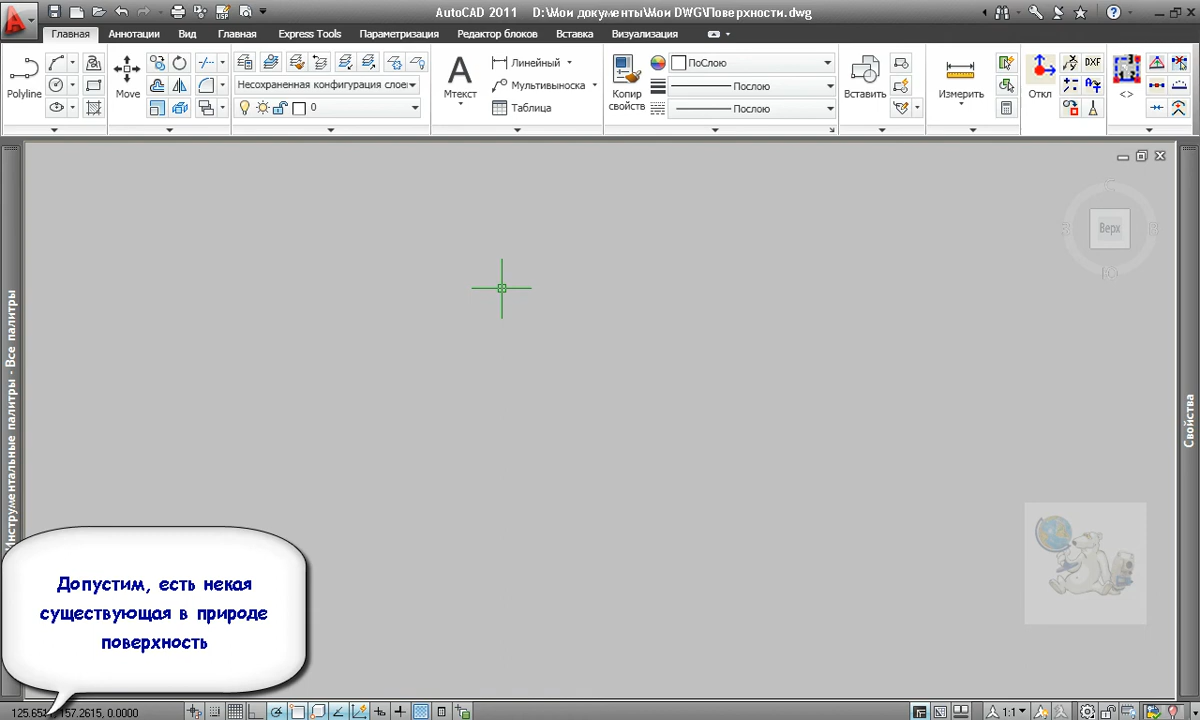 AutoCAD 2011 D:\Мои документы\Мои DWG\Поверхности.dwg
Главная Аннотации Вид Главная Express Tools Параметризация Редактор блоков Вставка Визуализация
Polyline
Move
Несохраненная конфигурация слоев
0
A
Мтекст
Линейный
Мультивыноска
Таблица
Копир
свойств
ПоСлою
Послою
Послою
Вставить
Измерить
Откл
DXF
<>
Верх
Ю
Инструментальные палитры - Все палитры
Свойства
Допустим, есть некая
существующая в природе
поверхность
157.2615, 0.0000
1:1